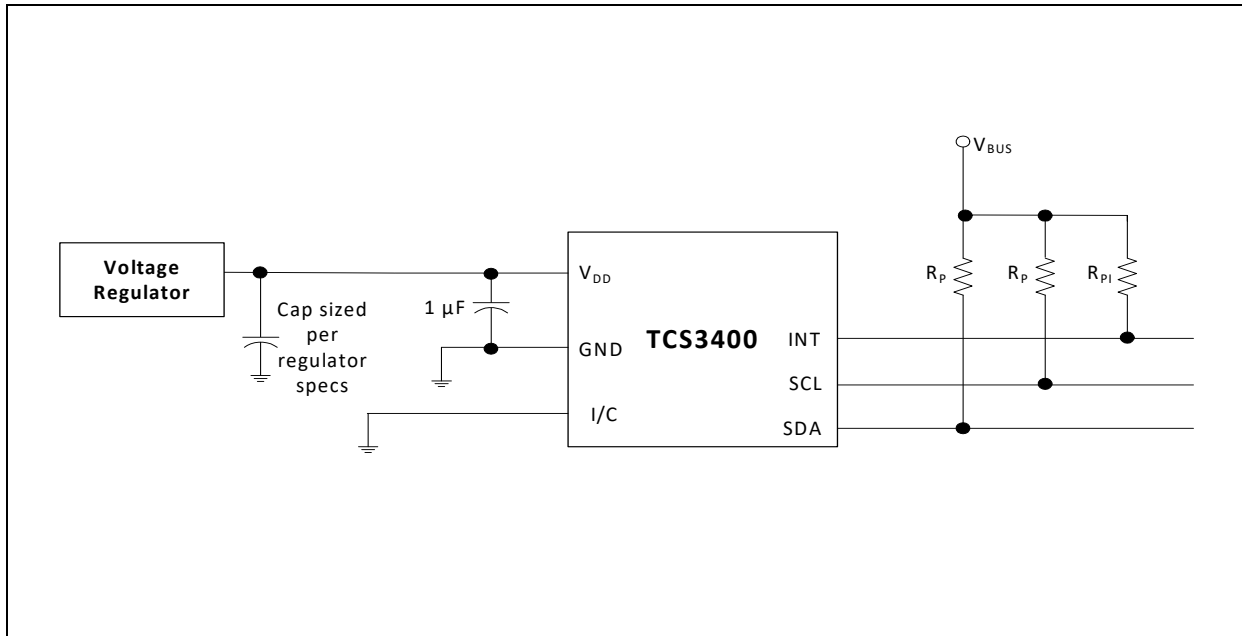 V_BUS
Voltage
Regulator
Cap sized
per
regulator
specs
1 µF
V_DD
GND
I/C
TCS3400
INT
SCL
SDA
R_P
R_P
R_PI